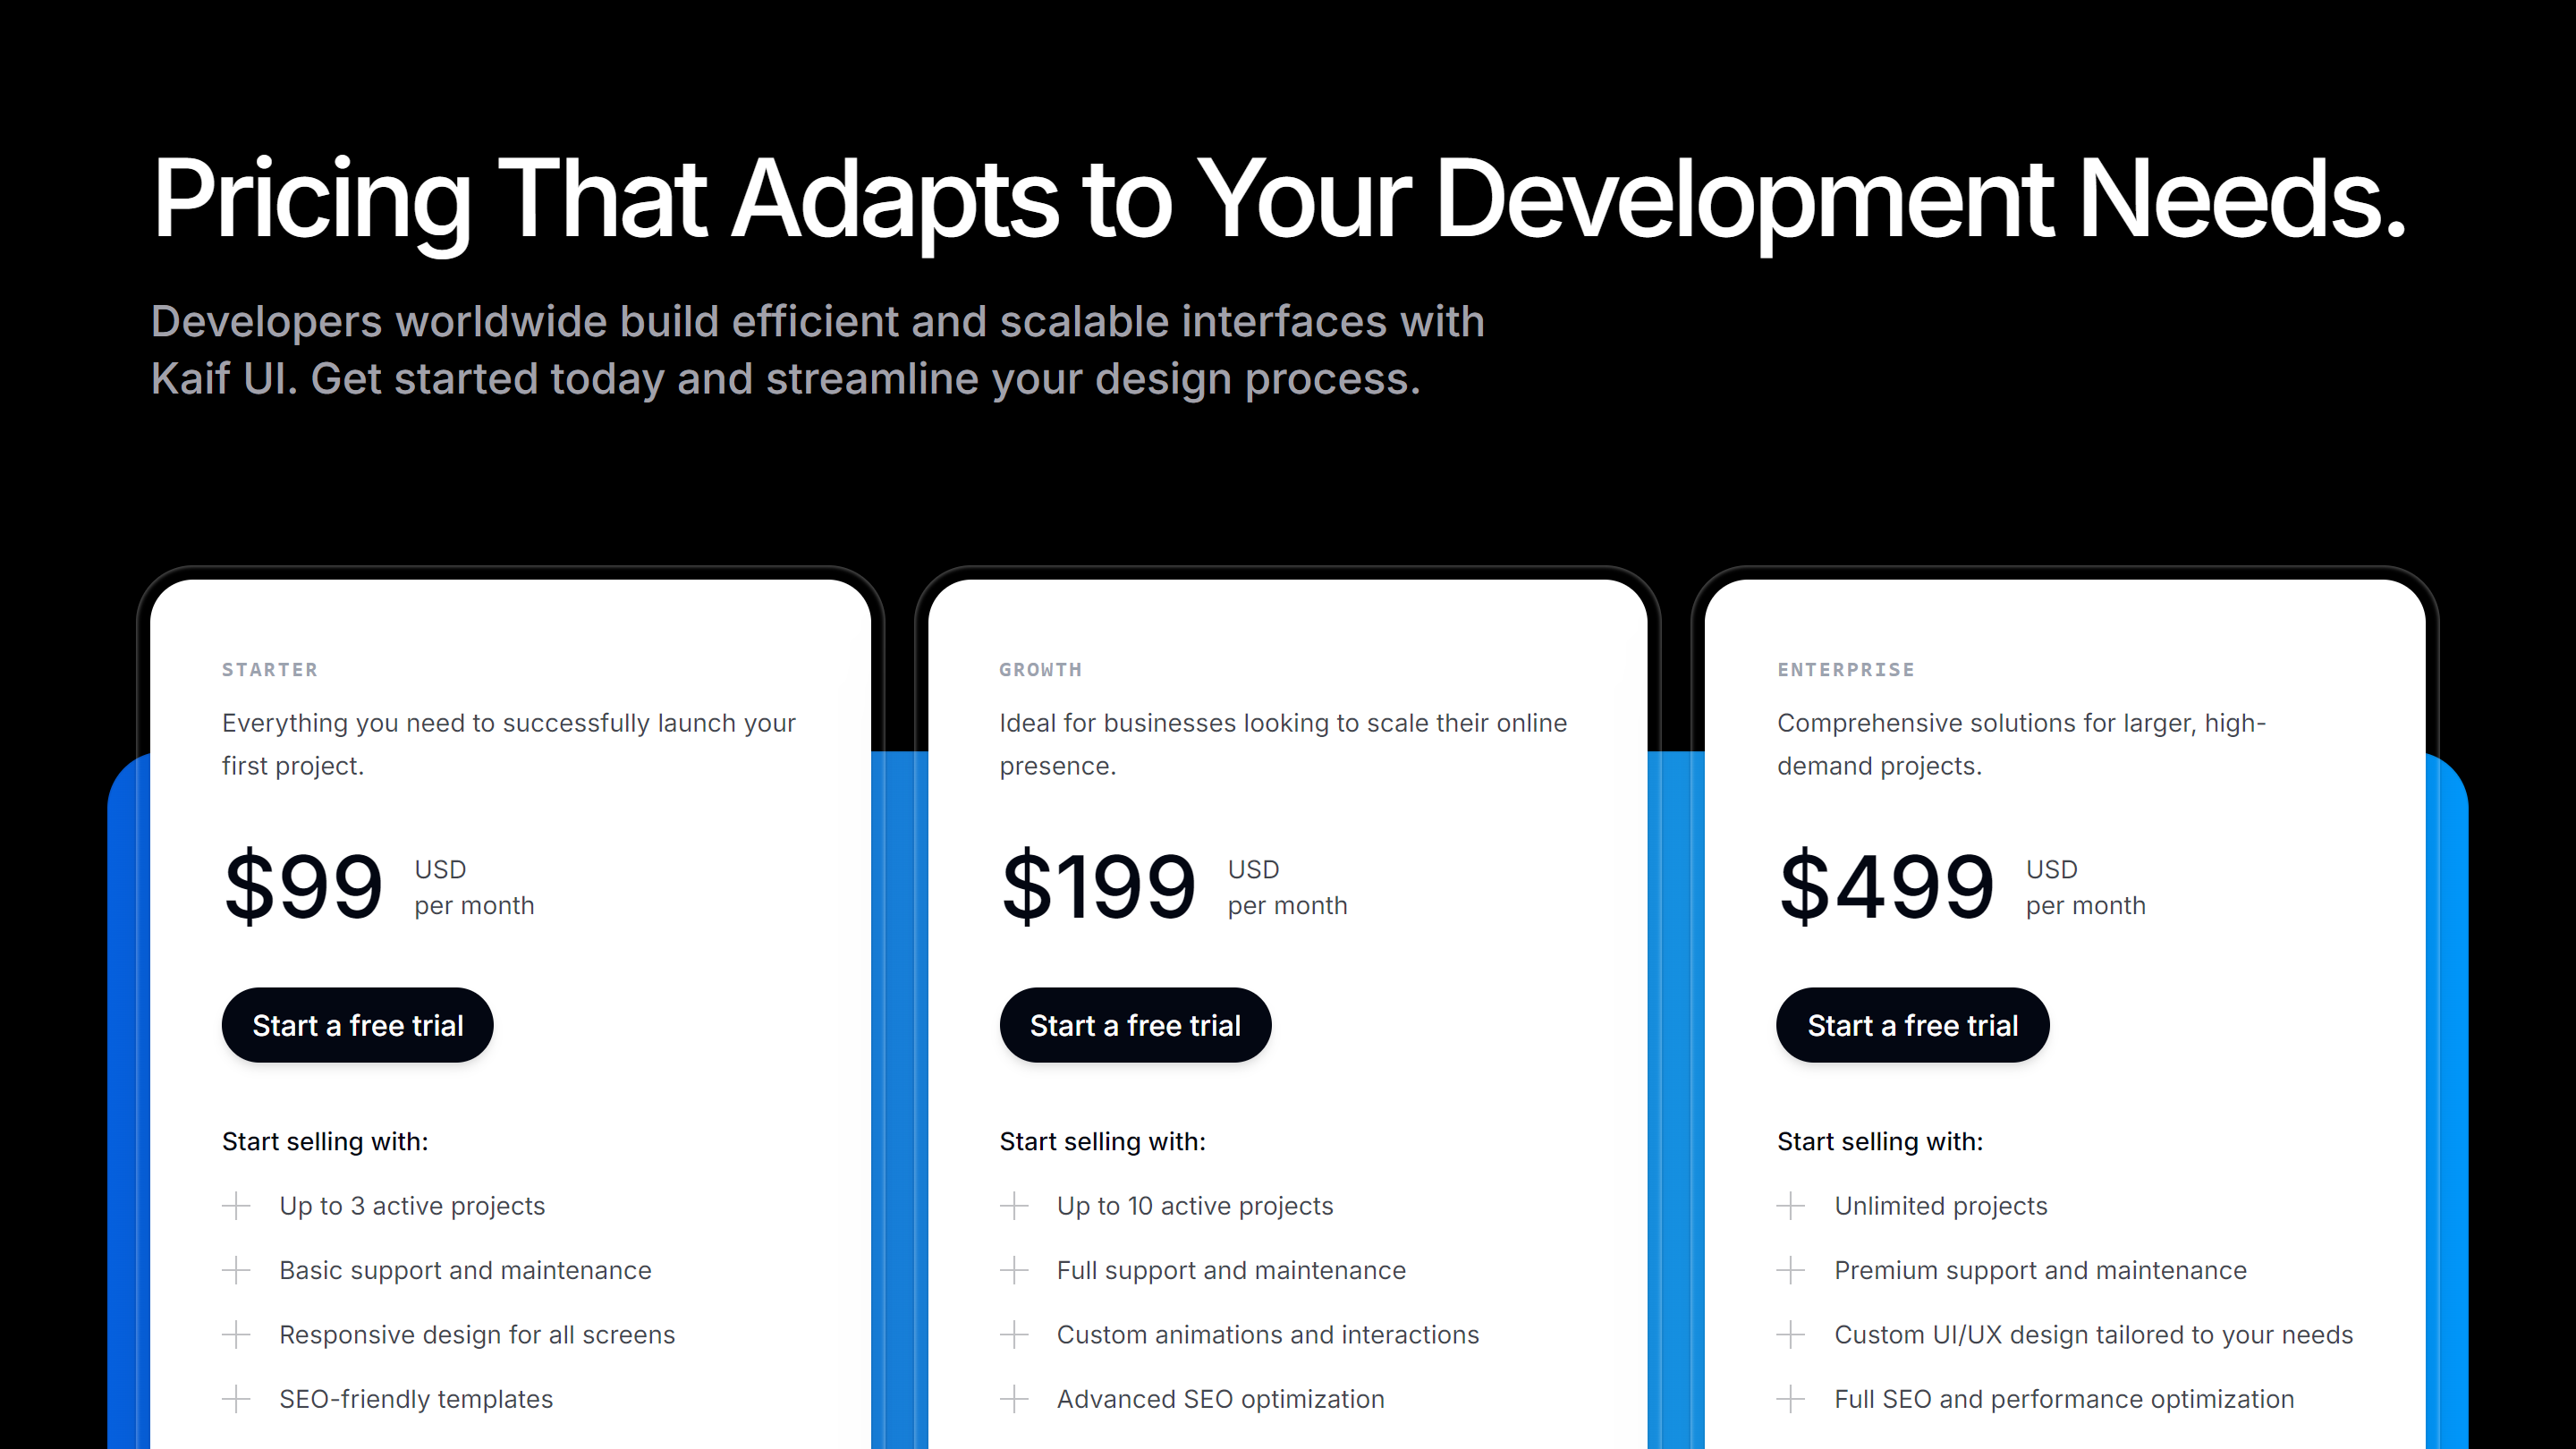 Pricing That Adapts to Your Development Needs.
Developers worldwide build efficient and scalable interfaces with
Kaif UI. Get started today and streamline your design process.
STARTER
Everything you need to successfully launch your
first project.
$99
USD
per month
Start a free trial
Start selling with:
Up to 3 active projects
Basic support and maintenance
Responsive design for all screens
SEO-friendly templates
GROWTH
Ideal for businesses looking to scale their online
presence.
$199
USD
per month
Start a free trial
Start selling with:
Up to 10 active projects
Full support and maintenance
Custom animations and interactions
Advanced SEO optimization
ENTERPRISE
Comprehensive solutions for larger, high-
demand projects.
$499
USD
per month
Start a free trial
Start selling with:
Unlimited projects
Premium support and maintenance
Custom UI/UX design tailored to your needs
Full SEO and performance optimization